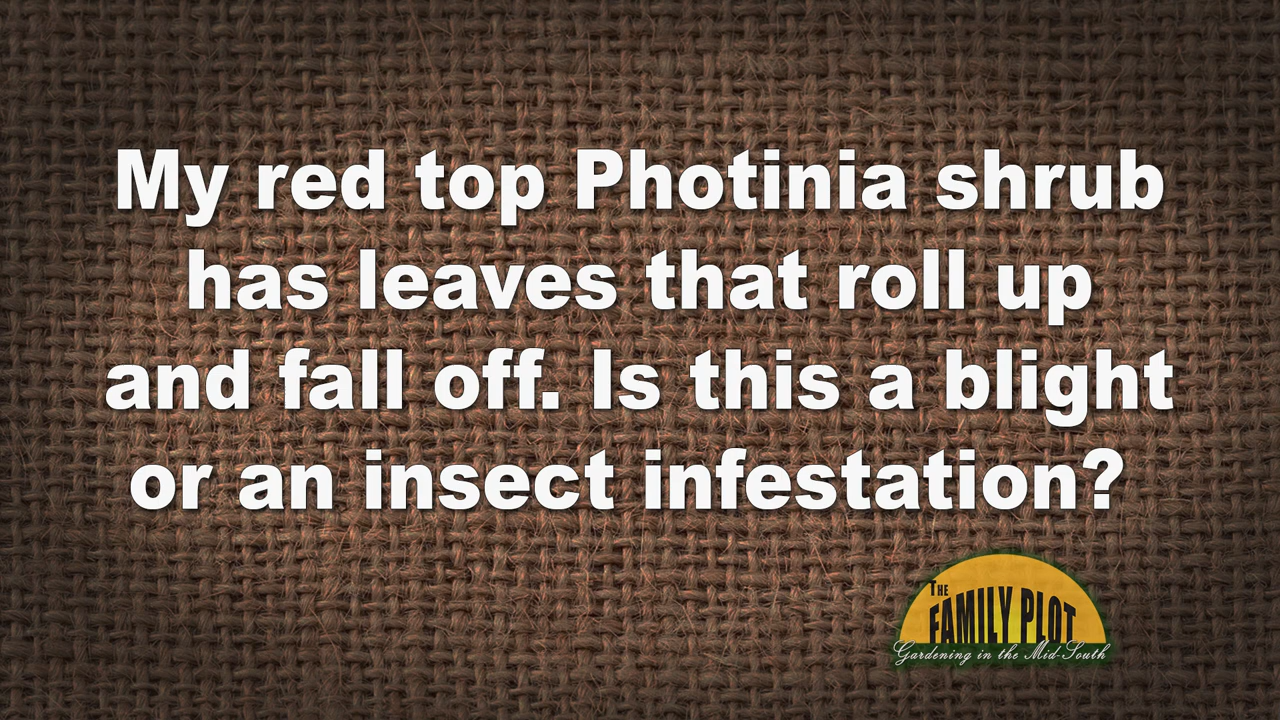 My red top Photinia shrub
has leaves that roll up
and fall off. Is this a blight
or an insect infestation?
THE
FAMILY PLOT
Gardening in the Mid-South